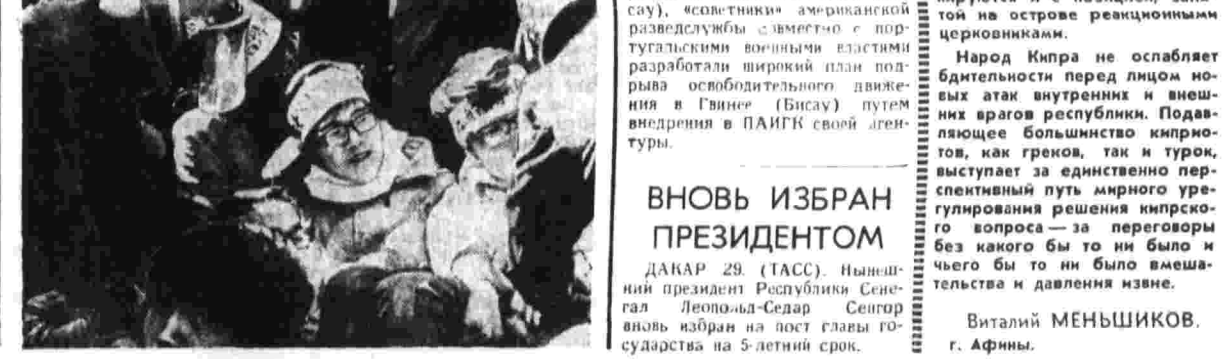 сау), «советники» американской
разведслужбы совместно с пор-
тугальскими военными властями
разработали широкий план под-
рыва освободительного движе-
ния в Гвинее (Бисау) путем
внедрения в ПАИГК своей аген-
туры.
ВНОВЬ ИЗБРАН
ПРЕЗИДЕНТОМ
ДАКАР 29. (ТАСС). Нынеш-
ний президент Республики Сене-
гал Леопольд-Седар Сенгор
вновь избран на пост главы го-
сударства на 5-летний срок.
той на острове реакционными
церковниками.
Народ Кипра не ослабляет
бдительности перед лицом но-
вых атак внутренних и внеш-
них врагов республики. Подав-
ляющее большинство киприо-
тов, как греков, так и турок,
выступает за единственно пер-
спективный путь мирного уре-
гулирования решения кипрско-
го вопроса — за переговоры
без какого бы то ни было и
чьего бы то ни было вмеша-
тельства и давления извне.
Виталий МЕНЬШИКОВ.
г. Афины.